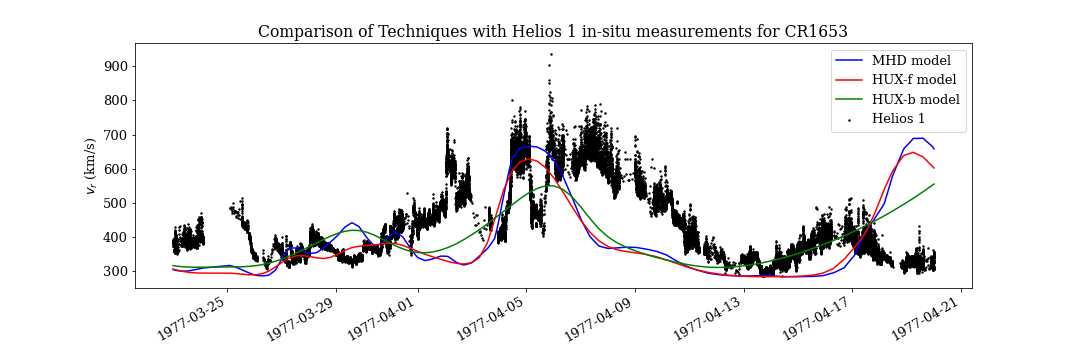 Comparison of Techniques with Helios 1 in-situ measurements for CR1653
v_r (km/s)
900
800
700
600
500
400
300
MHD model
HUX-f model
HUX-b model
Helios 1
1977-03-25
1977-03-29
1977-04-01
1977-04-05
1977-04-09
1977-04-13
1977-04-17
1977-04-21